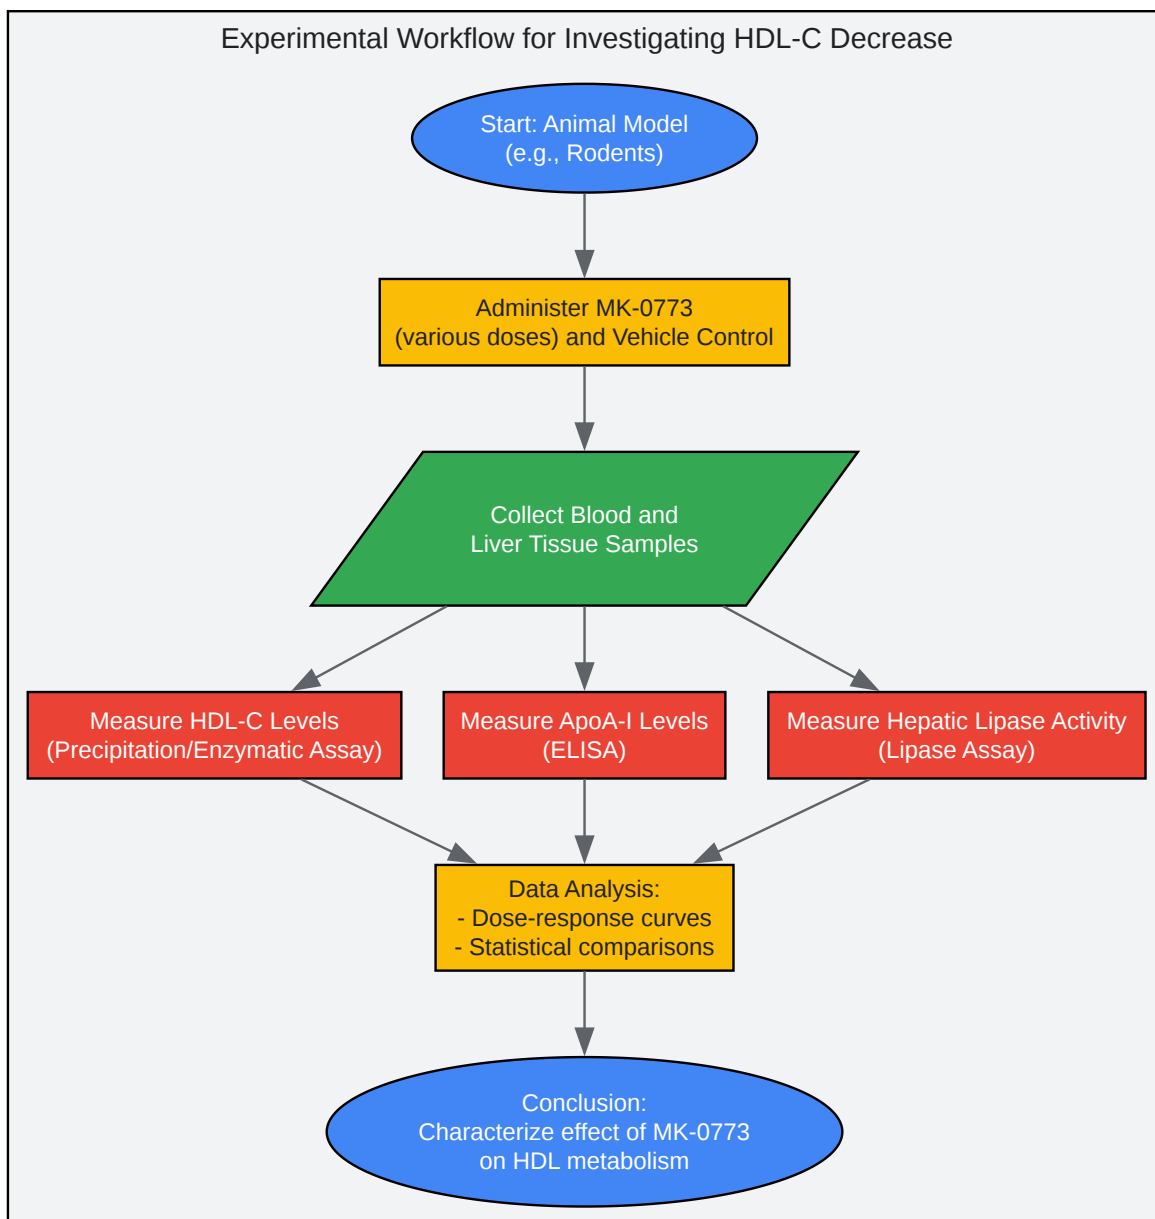 Experimental Workflow for Investigating HDL-C Decrease
Start: Animal Model
(e.g., Rodents)
Administer MK-0773
(various doses) and Vehicle Control
Collect Blood and
Liver Tissue Samples
Measure HDL-C Levels
(Precipitation/Enzymatic Assay)
Measure ApoA-I Levels
(ELISA)
Measure Hepatic Lipase Activity
(Lipase Assay)
Data Analysis:
- Dose-response curves
- Statistical comparisons
Conclusion:
Characterize effect of MK-0773
on HDL metabolism